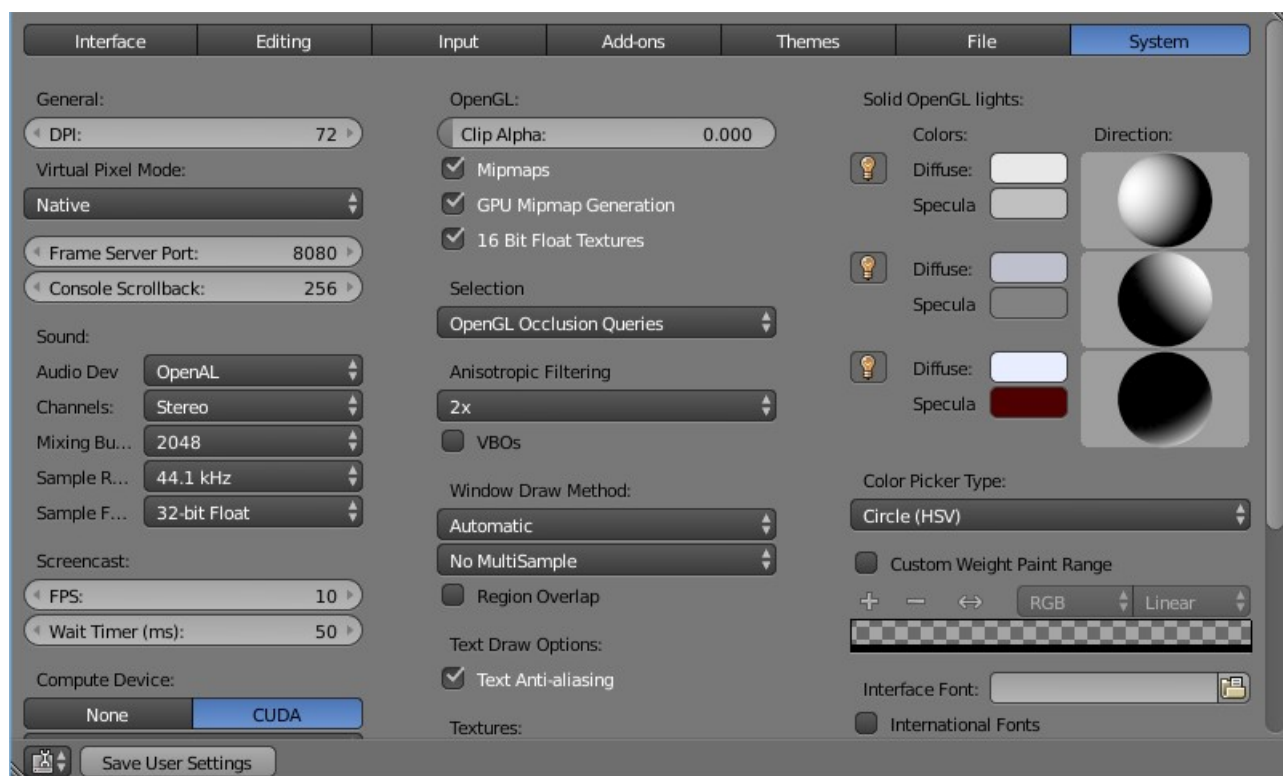 Interface Editing Input Add-ons Themes File System
General:
DPI: 72
Virtual Pixel Mode:
Native
Frame Server Port: 8080
Console Scrollback: 256
Sound:
Audio Dev OpenAL
Channels: Stereo
Mixing Bu... 2048
Sample R... 44.1 kHz
Sample F... 32-bit Float
Screencast:
FPS: 10
Wait Timer (ms): 50
Compute Device:
None CUDA
OpenGL:
Clip Alpha: 0.000
Mipmaps
GPU Mipmap Generation
16 Bit Float Textures
Selection
OpenGL Occlusion Queries
Anisotropic Filtering
2x
VBOs
Window Draw Method:
Automatic
No MultiSample
Region Overlap
Text Draw Options:
Text Anti-aliasing
Textures:
Solid OpenGL lights:
Colors: Direction:
Diffuse:
Specula
Diffuse:
Specula
Diffuse:
Specula
Color Picker Type:
Circle (HSV)
Custom Weight Paint Range
RGB Linear
Interface Font:
International Fonts
Save User Settings